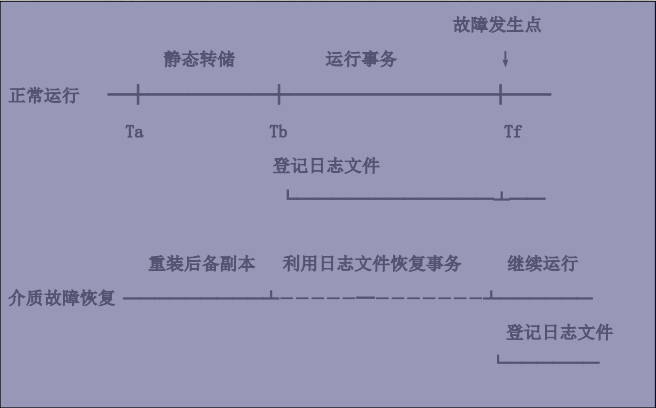 故障发生点
静态转储 运行事务 ↓
正常运行
Ta Tb Tf
登记日志文件
重装后备副本 利用日志文件恢复事务 继续运行
介质故障恢复
登记日志文件